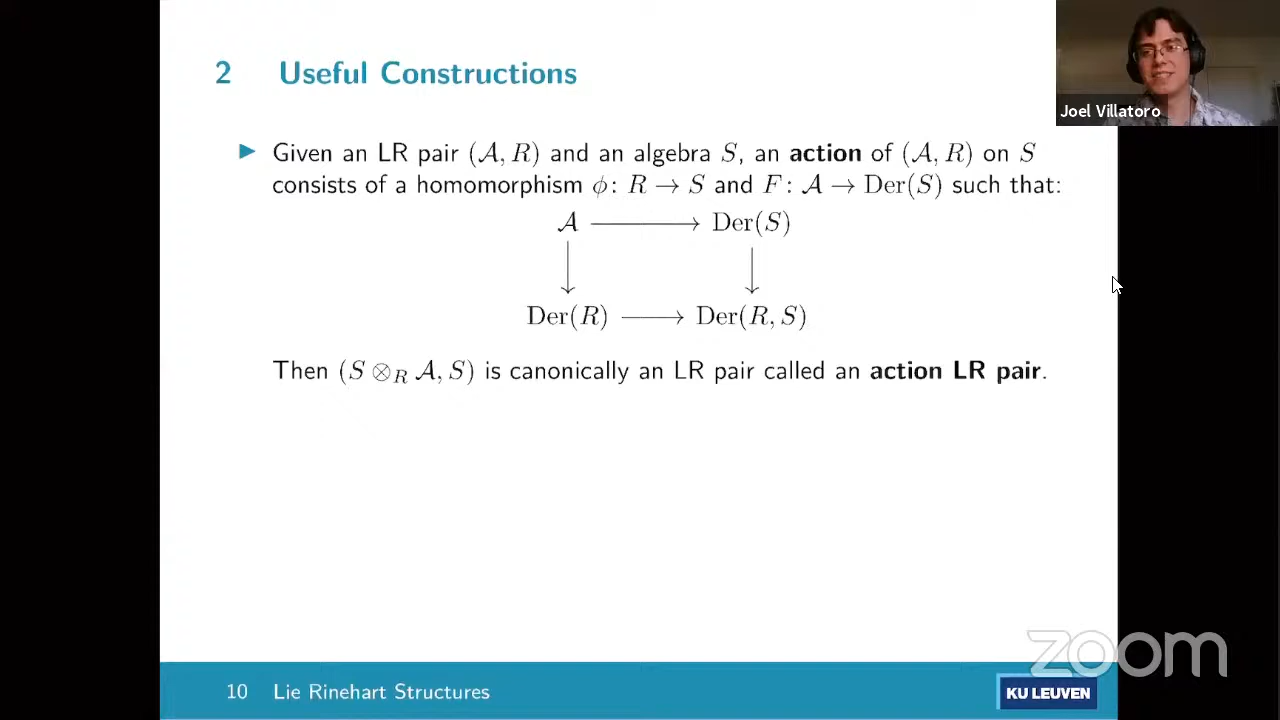 2 Useful Constructions
Joel Villatoro
▶ Given an LR pair (𝒜, R) and an algebra S, an action of (𝒜, R) on S
consists of a homomorphism ϕ: R → S and F: 𝒜 → Der(S) such that:
𝒜 → Der(S)
↓ ↓
Der(R) → Der(R, S)
Then (S ⊗_R 𝒜, S) is canonically an LR pair called an action LR pair.
zoom
10 Lie Rinehart Structures
KU LEUVEN